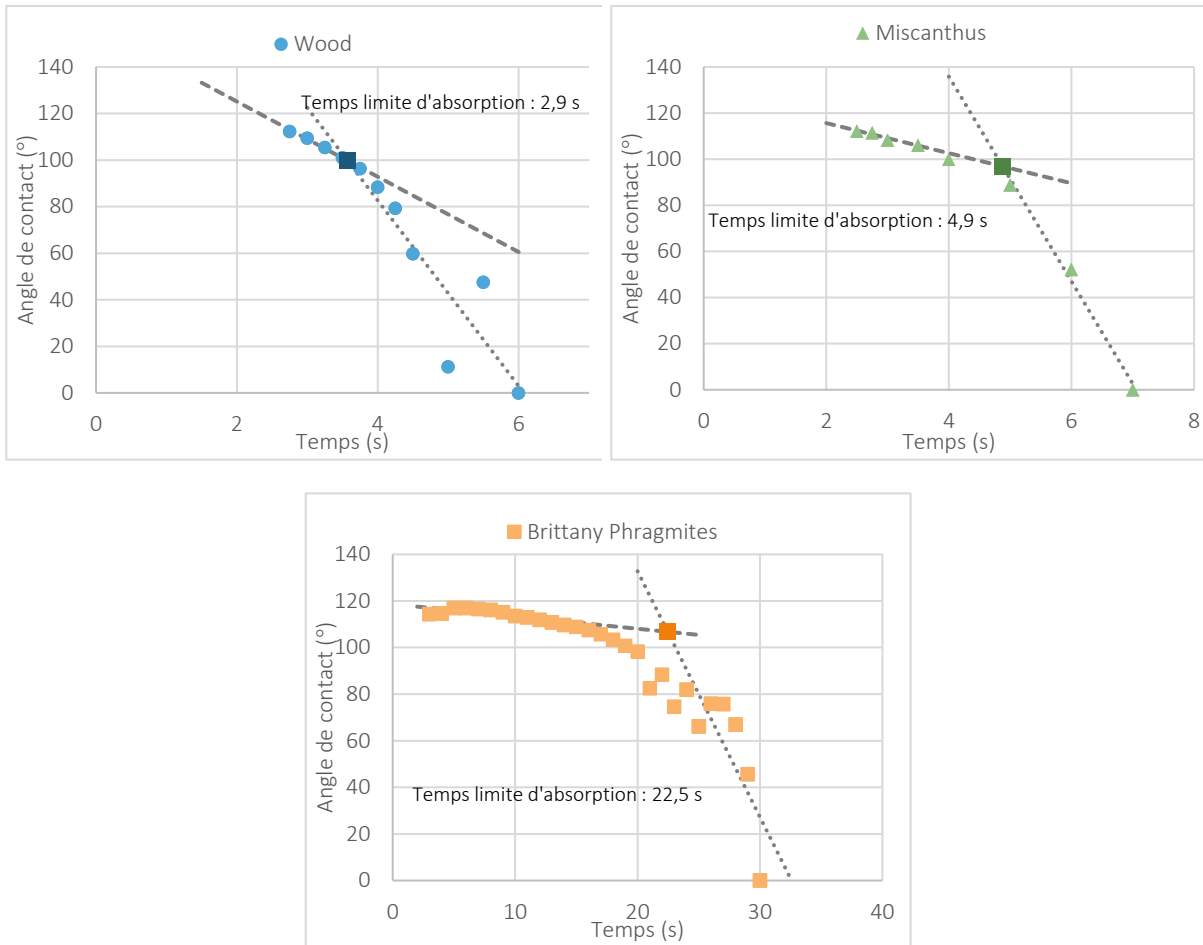 Wood
140
120
100
80
60
40
20
0
Angle de contact (°)
Temps limite d'absorption : 2,9 s
0 2 4 6
Temps (s)
Miscanthus
140
120
100
80
60
40
20
0
Angle de contact (°)
Temps limite d'absorption : 4,9 s
0 2 4 6 8
Temps (s)
Brittany Phragmites
140
120
100
80
60
40
20
0
Angle de contact (°)
Temps limite d'absorption : 22,5 s
0 10 20 30 40
Temps (s)